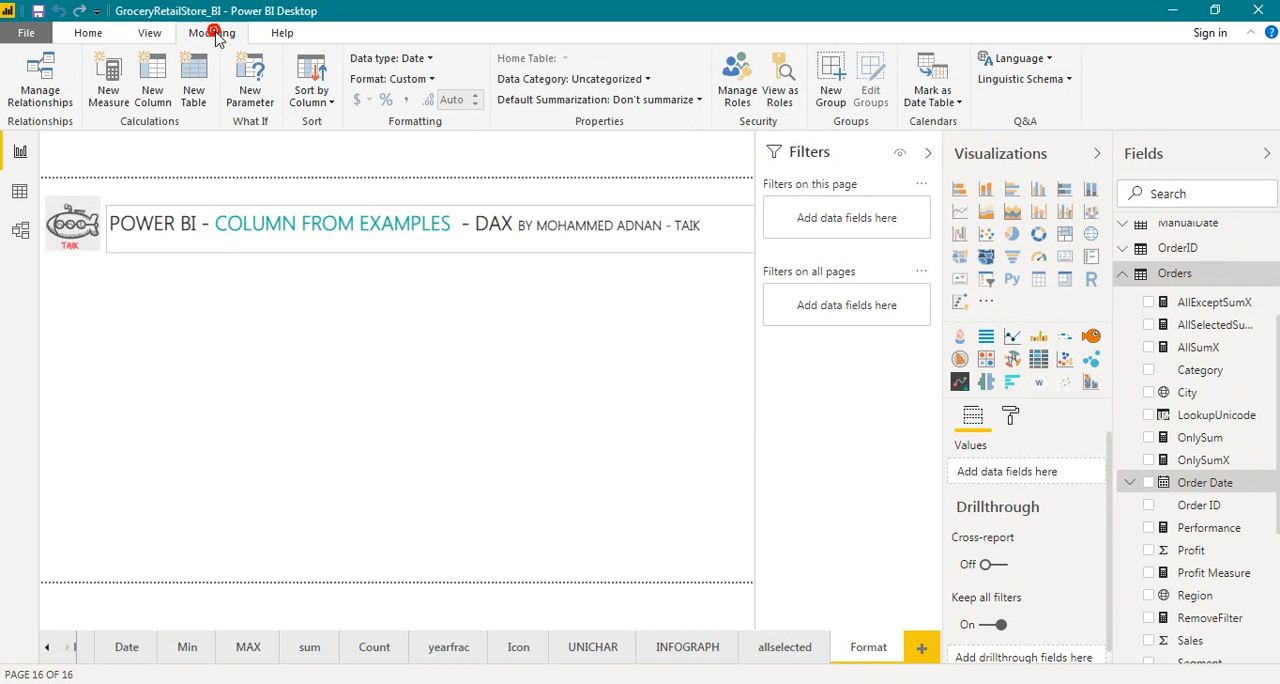 GroceryRetailStore_BI - Power BI Desktop
File Home View Help Sign in
Manage Relationships
New Measure
New Column
New Table
New Parameter
Sort by Column
Data type: Date
Format: Custom
$ % , Auto
Home Table:
Data Category: Uncategorized
Default Summarization: Don't summarize
Manage Roles
View as Roles
New Group
Edit Groups
Mark as Date Table
Language
Linguistic Schema
Relationships Calculations What If Sort Formatting Properties Security Groups Calendars Q&A
POWER BI - COLUMN FROM EXAMPLES - DAX BY MOHAMMED ADNAN - TAIK
TAIK
Filters
Filters on this page
Add data fields here
Filters on all pages
Add data fields here
Visualizations
Py R
W
Values
Add data fields here
Drillthrough
Cross-report
Off
Keep all filters
On
Add drillthrough fields here
Fields
Search
ManualDate
OrderID
Orders
AllExceptSumX
AllSelectedSu...
AllSumX
Category
City
LookupUnicode
OnlySum
OnlySumX
Order Date
Order ID
Performance
Profit
Profit Measure
Region
RemoveFilter
Sales
Date Min MAX sum Count yearfrac Icon UNICHAR INFOGRAPH allselected Format +
PAGE 16 OF 16